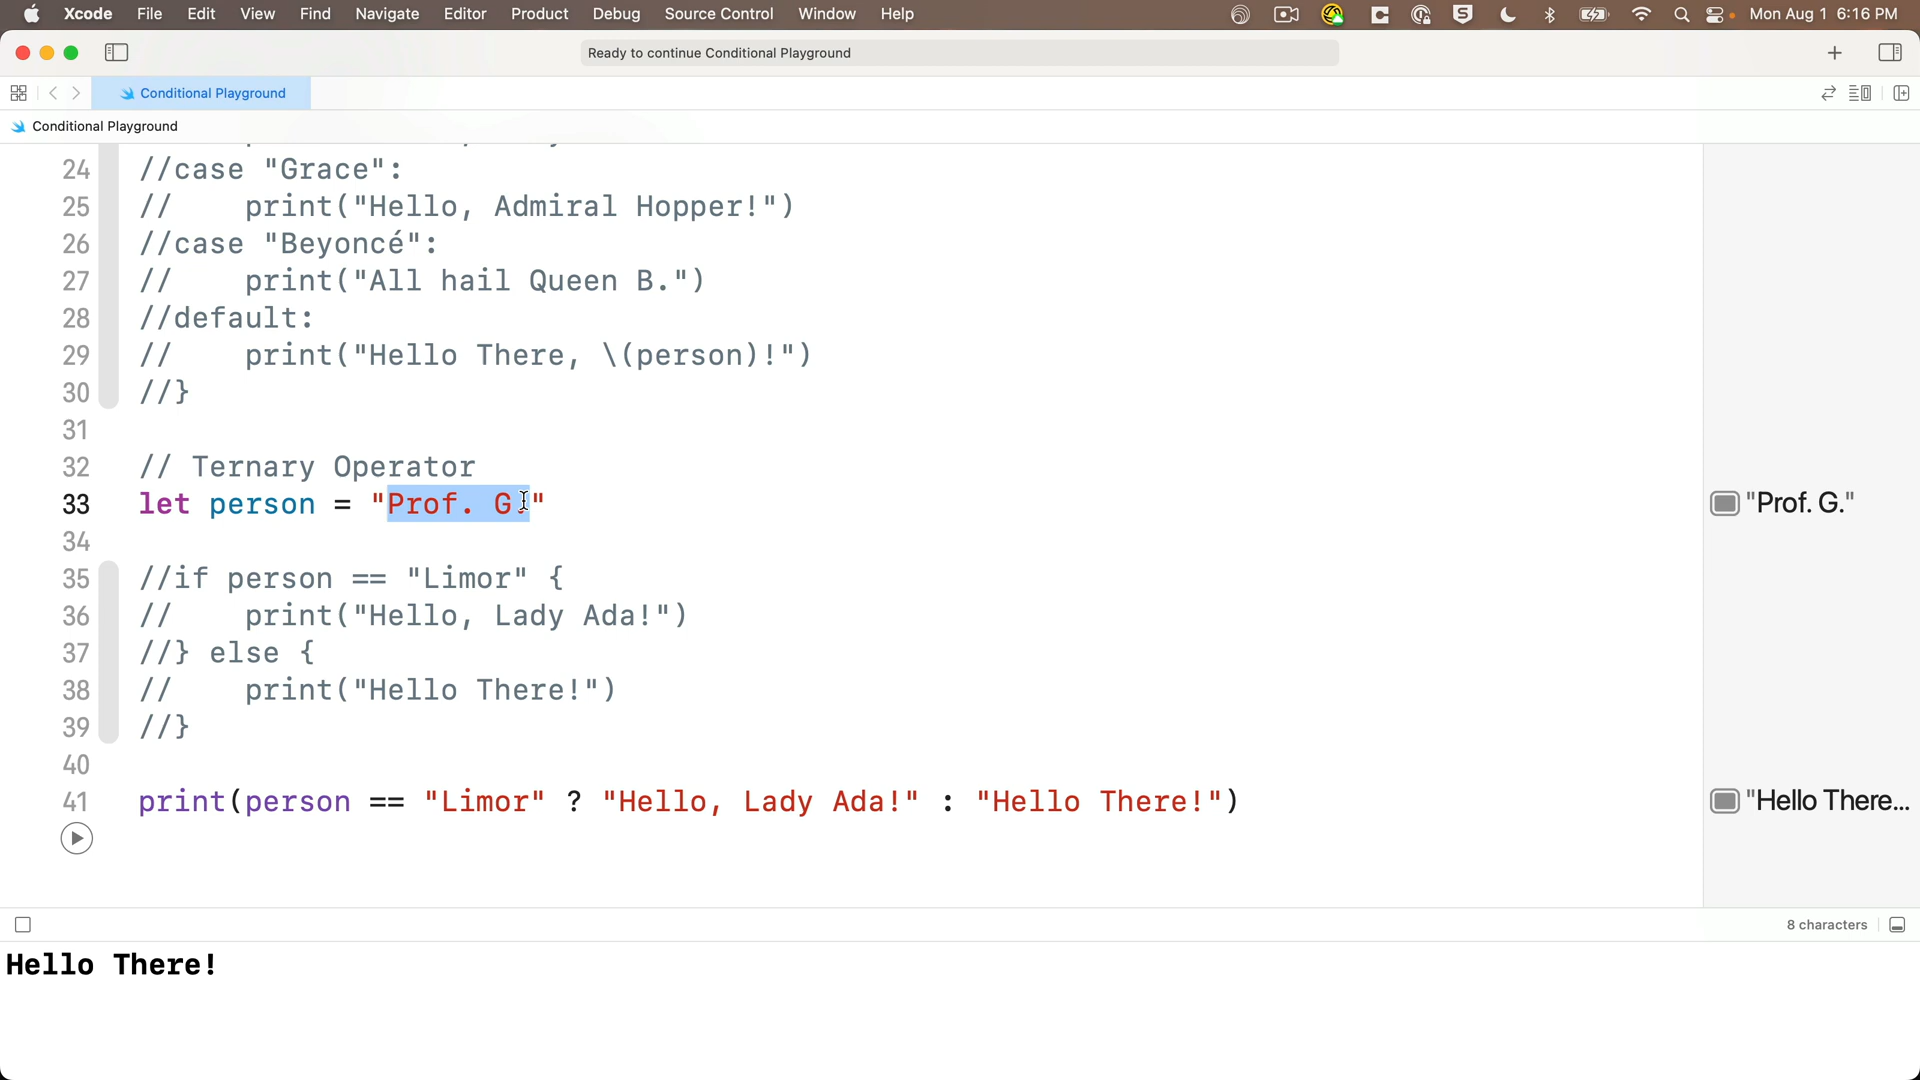 Xcode File Edit View Find Navigate Editor Product Debug Source Control Window Help Mon Aug 1 6:16 PM
Ready to continue Conditional Playground
Conditional Playground
Conditional Playground
24 //case "Grace":
25 //    print("Hello, Admiral Hopper!")
26 //case "Beyoncé":
27 //    print("All hail Queen B.")
28 //default:
29 //    print("Hello There, \(person)!")
30 //}
31
32 // Ternary Operator
33 let person = "Prof. G." "Prof. G."
34
35 //if person == "Limor" {
36 //    print("Hello, Lady Ada!")
37 //} else {
38 //    print("Hello There!")
39 //}
40
41 print(person == "Limor" ? "Hello, Lady Ada!" : "Hello There!") "Hello There...
8 characters
Hello There!